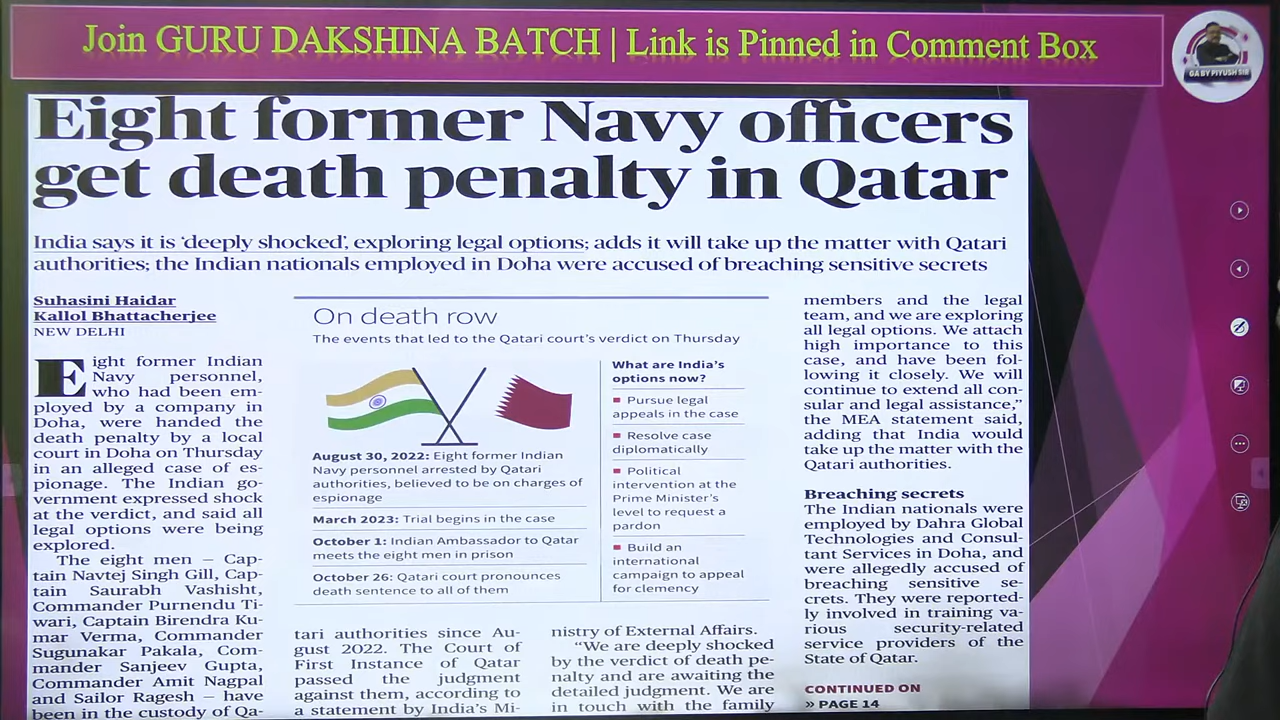 Join GURU DAKSHINA BATCH | Link is Pinned in Comment Box
GA BY PIYUSH SIR
Eight former Navy officers
get death penalty in Qatar
India says it is ‘deeply shocked’, exploring legal options; adds it will take up the matter with Qatari
authorities; the Indian nationals employed in Doha were accused of breaching sensitive secrets
Suhasini Haidar
Kallol Bhattacherjee
NEW DELHI
Eight former Indian
Navy personnel,
who had been em-
ployed by a company in
Doha, were handed the
death penalty by a local
court in Doha on Thursday
in an alleged case of es-
pionage. The Indian go-
vernment expressed shock
at the verdict, and said all
legal options were being
explored.
The eight men – Cap-
tain Navtej Singh Gill, Cap-
tain Saurabh Vashisht,
Commander Purnendu Ti-
wari, Captain Birendra Ku-
mar Verma, Commander
Sugunakar Pakala, Com-
mander Sanjeev Gupta,
Commander Amit Nagpal
and Sailor Ragesh – have
been in the custody of Qa-
On death row
The events that led to the Qatari court’s verdict on Thursday
August 30, 2022: Eight former Indian
Navy personnel arrested by Qatari
authorities, believed to be on charges of
espionage
March 2023: Trial begins in the case
October 1: Indian Ambassador to Qatar
meets the eight men in prison
October 26: Qatari court pronounces
death sentence to all of them
What are India’s
options now?
Pursue legal
appeals in the case
Resolve case
diplomatically
Political
intervention at the
Prime Minister’s
level to request a
pardon
Build an
international
campaign to appeal
for clemency
tari authorities since Au-
gust 2022. The Court of
First Instance of Qatar
passed the judgment
against them, according to
a statement by India’s Mi-
nistry of External Affairs.
“We are deeply shocked
by the verdict of death pe-
nalty and are awaiting the
detailed judgment. We are
in touch with the family
members and the legal
team, and we are exploring
all legal options. We attach
high importance to this
case, and have been fol-
lowing it closely. We will
continue to extend all con-
sular and legal assistance,”
the MEA statement said,
adding that India would
take up the matter with the
Qatari authorities.
Breaching secrets
The Indian nationals were
employed by Dahra Global
Technologies and Consul-
tant Services in Doha, and
were allegedly accused of
breaching sensitive se-
crets. They were reported-
ly involved in training va-
rious security-related
service providers of the
State of Qatar.
CONTINUED ON
» PAGE 14